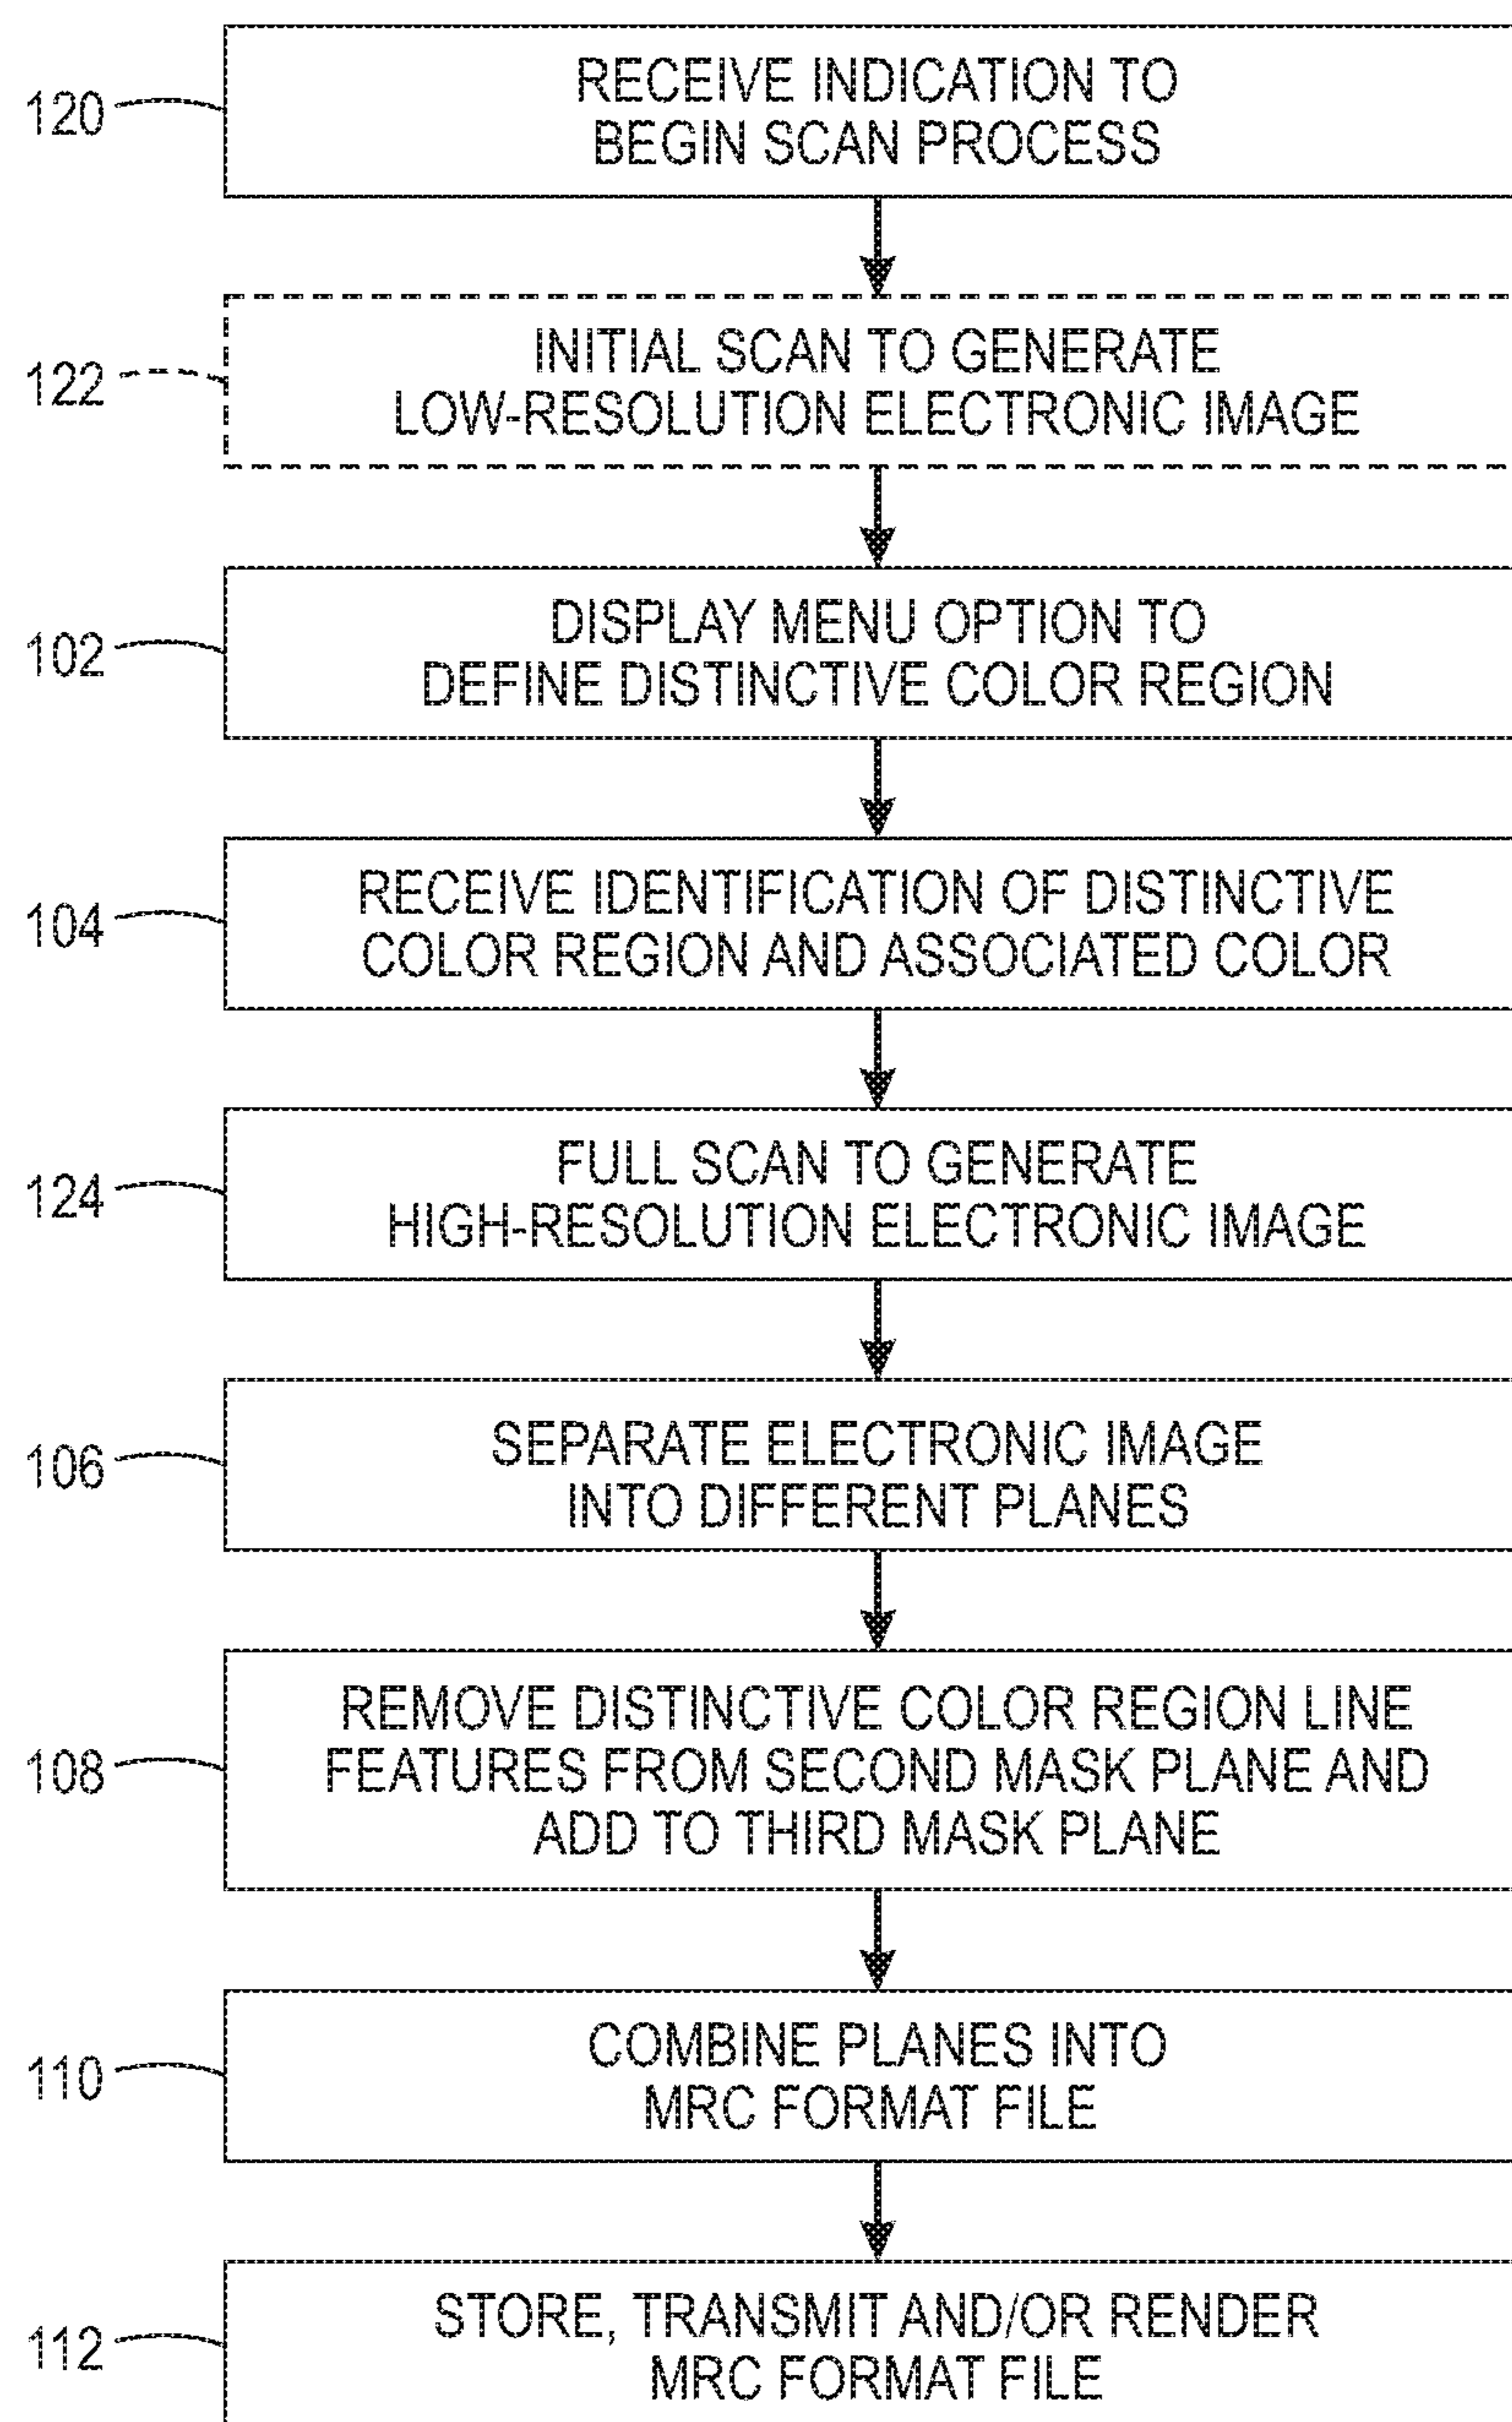 120
RECEIVE INDICATION TO
BEGIN SCAN PROCESS
122
INITIAL SCAN TO GENERATE
LOW-RESOLUTION ELECTRONIC IMAGE
102
DISPLAY MENU OPTION TO
DEFINE DISTINCTIVE COLOR REGION
104
RECEIVE IDENTIFICATION OF DISTINCTIVE
COLOR REGION AND ASSOCIATED COLOR
124
FULL SCAN TO GENERATE
HIGH-RESOLUTION ELECTRONIC IMAGE
106
SEPARATE ELECTRONIC IMAGE
INTO DIFFERENT PLANES
108
REMOVE DISTINCTIVE COLOR REGION LINE
FEATURES FROM SECOND MASK PLANE AND
ADD TO THIRD MASK PLANE
110
COMBINE PLANES INTO
MRC FORMAT FILE
112
STORE, TRANSMIT AND/OR RENDER
MRC FORMAT FILE